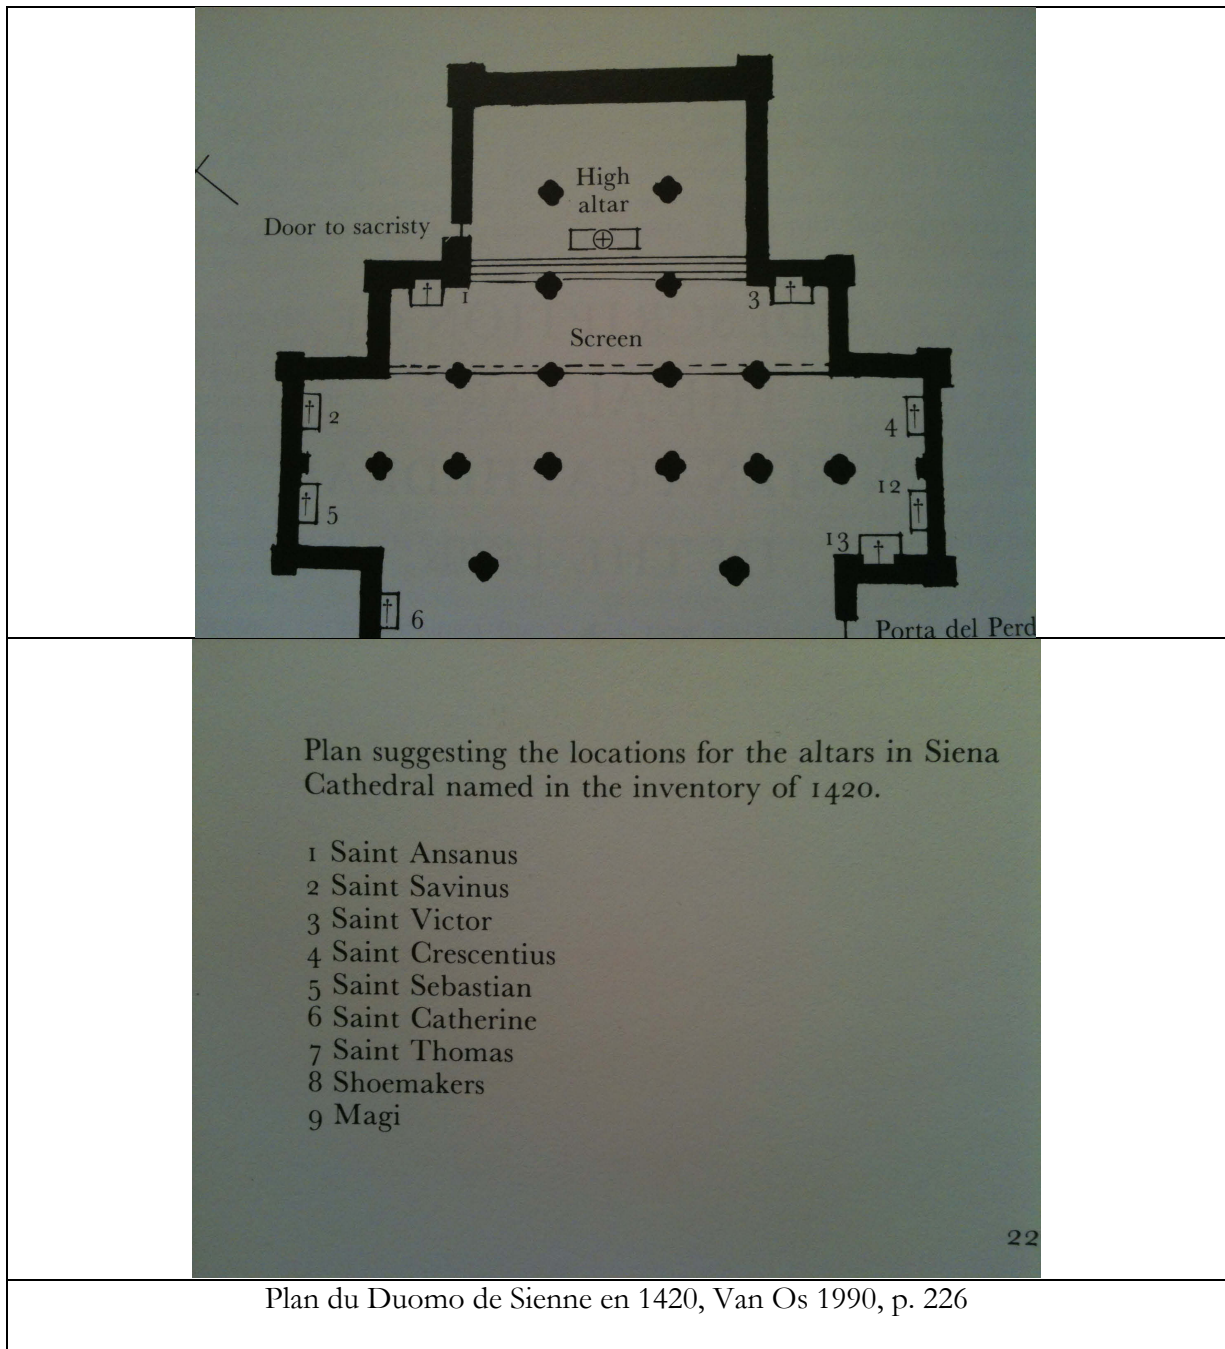 High
altar
Door to sacristy
1
3
Screen
2
4
12
5
13
6
Porta del Perd
Plan suggesting the locations for the altars in Siena
Cathedral named in the inventory of 1420.
1 Saint Ansanus
2 Saint Savinus
3 Saint Victor
4 Saint Crescentius
5 Saint Sebastian
6 Saint Catherine
7 Saint Thomas
8 Shoemakers
9 Magi
22
Plan du Duomo de Sienne en 1420, Van Os 1990, p. 226